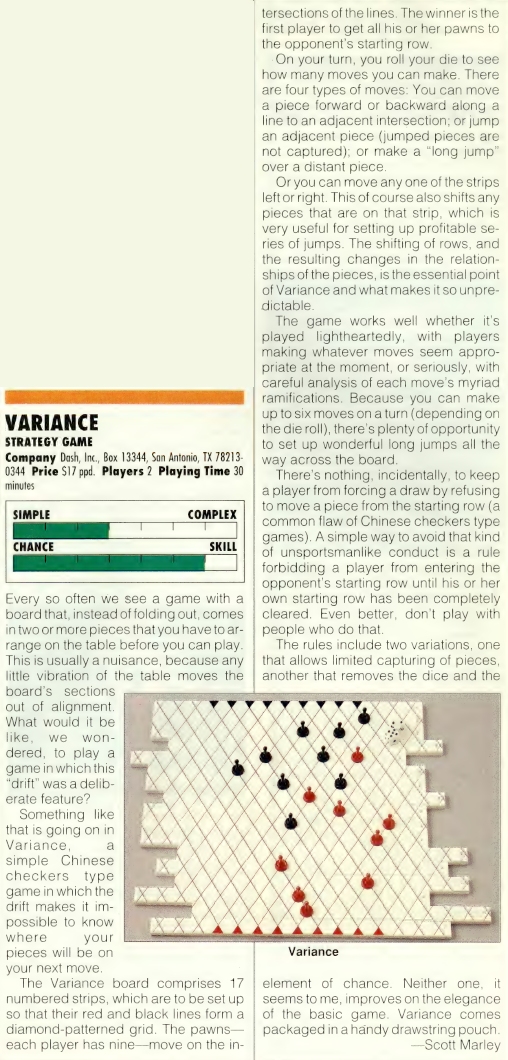 VARIANCE
STRATEGY GAME
Company Dash, Inc., Box 13344, San Antonio, TX 78213-
0344 Price $17 ppd. Players 2 Playing Time 30
minutes
SIMPLE COMPLEX
CHANCE SKILL
Every so often we see a game with a
board that, instead of folding out, comes
in two or more pieces that you have to ar-
range on the table before you can play.
This is usually a nuisance, because any
little vibration of the table moves the
board's sections
out of alignment.
What would it be
like, we won-
dered, to play a
game in which this
"drift" was a delib-
erate feature?
Something like
that is going on in
Variance, a
simple Chinese
checkers type
game in which the
drift makes it im-
possible to know
where your
pieces will be on
your next move.
The Variance board comprises 17
numbered strips, which are to be set up
so that their red and black lines form a
diamond-patterned grid. The pawns—
each player has nine—move on the in-
tersections of the lines. The winner is the
first player to get all his or her pawns to
the opponent's starting row.
On your turn, you roll your die to see
how many moves you can make. There
are four types of moves: You can move
a piece forward or backward along a
line to an adjacent intersection; or jump
an adjacent piece (jumped pieces are
not captured); or make a "long jump"
over a distant piece.
Or you can move any one of the strips
left or right. This of course also shifts any
pieces that are on that strip, which is
very useful for setting up profitable se-
ries of jumps. The shifting of rows, and
the resulting changes in the relation-
ships of the pieces, is the essential point
of Variance and what makes it so unpre-
dictable.
The game works well whether it's
played lightheartedly, with players
making whatever moves seem appro-
priate at the moment, or seriously, with
careful analysis of each move's myriad
ramifications. Because you can make
up to six moves on a turn (depending on
the die roll), there's plenty of opportunity
to set up wonderful long jumps all the
way across the board.
There's nothing, incidentally, to keep
a player from forcing a draw by refusing
to move a piece from the starting row (a
common flaw of Chinese checkers type
games). A simple way to avoid that kind
of unsportsmanlike conduct is a rule
forbidding a player from entering the
opponent's starting row until his or her
own starting row has been completely
cleared. Even better, don't play with
people who do that.
The rules include two variations, one
that allows limited capturing of pieces,
another that removes the dice and the
Variance
element of chance. Neither one, it
seems to me, improves on the elegance
of the basic game. Variance comes
packaged in a handy drawstring pouch.
—Scott Marley